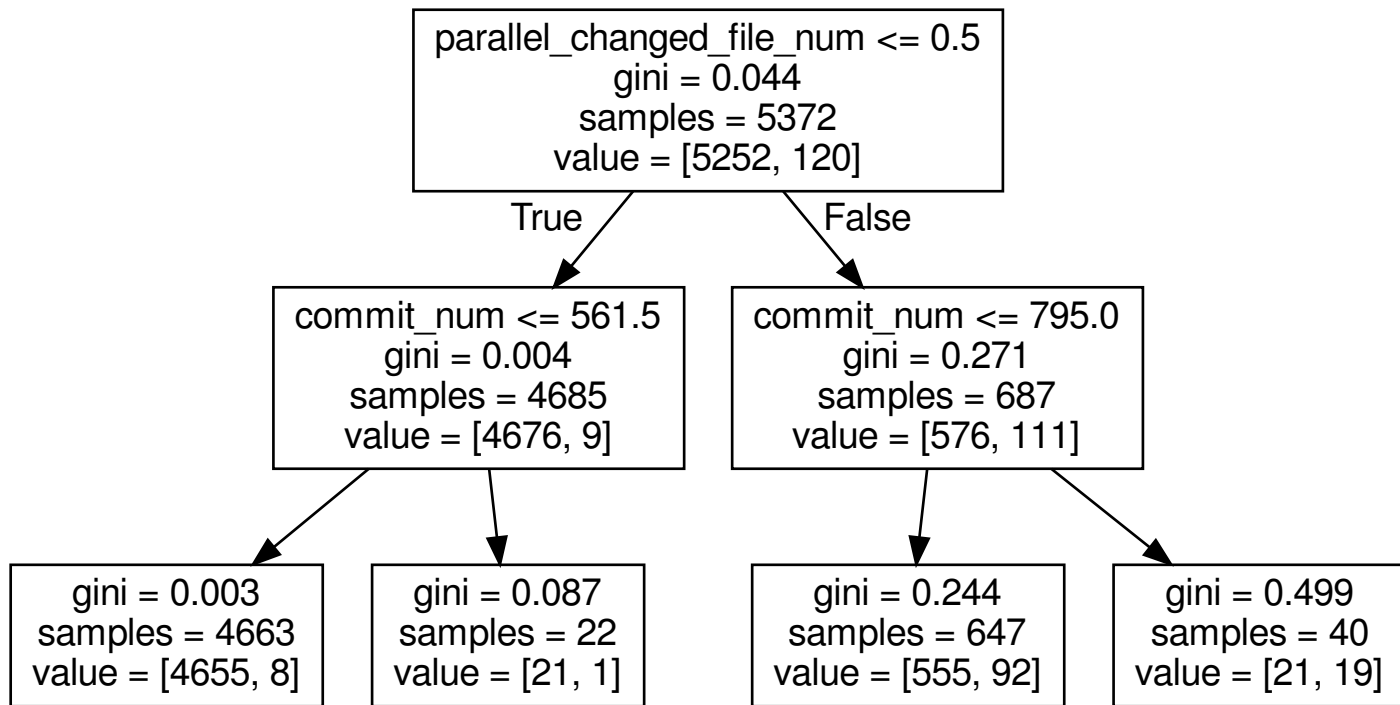 parallel_changed_file_num <= 0.5
gini = 0.044
samples = 5372
value = [5252, 120]
True
False
commit_num <= 561.5
gini = 0.004
samples = 4685
value = [4676, 9]
commit_num <= 795.0
gini = 0.271
samples = 687
value = [576, 111]
gini = 0.003
samples = 4663
value = [4655, 8]
gini = 0.087
samples = 22
value = [21, 1]
gini = 0.244
samples = 647
value = [555, 92]
gini = 0.499
samples = 40
value = [21, 19]